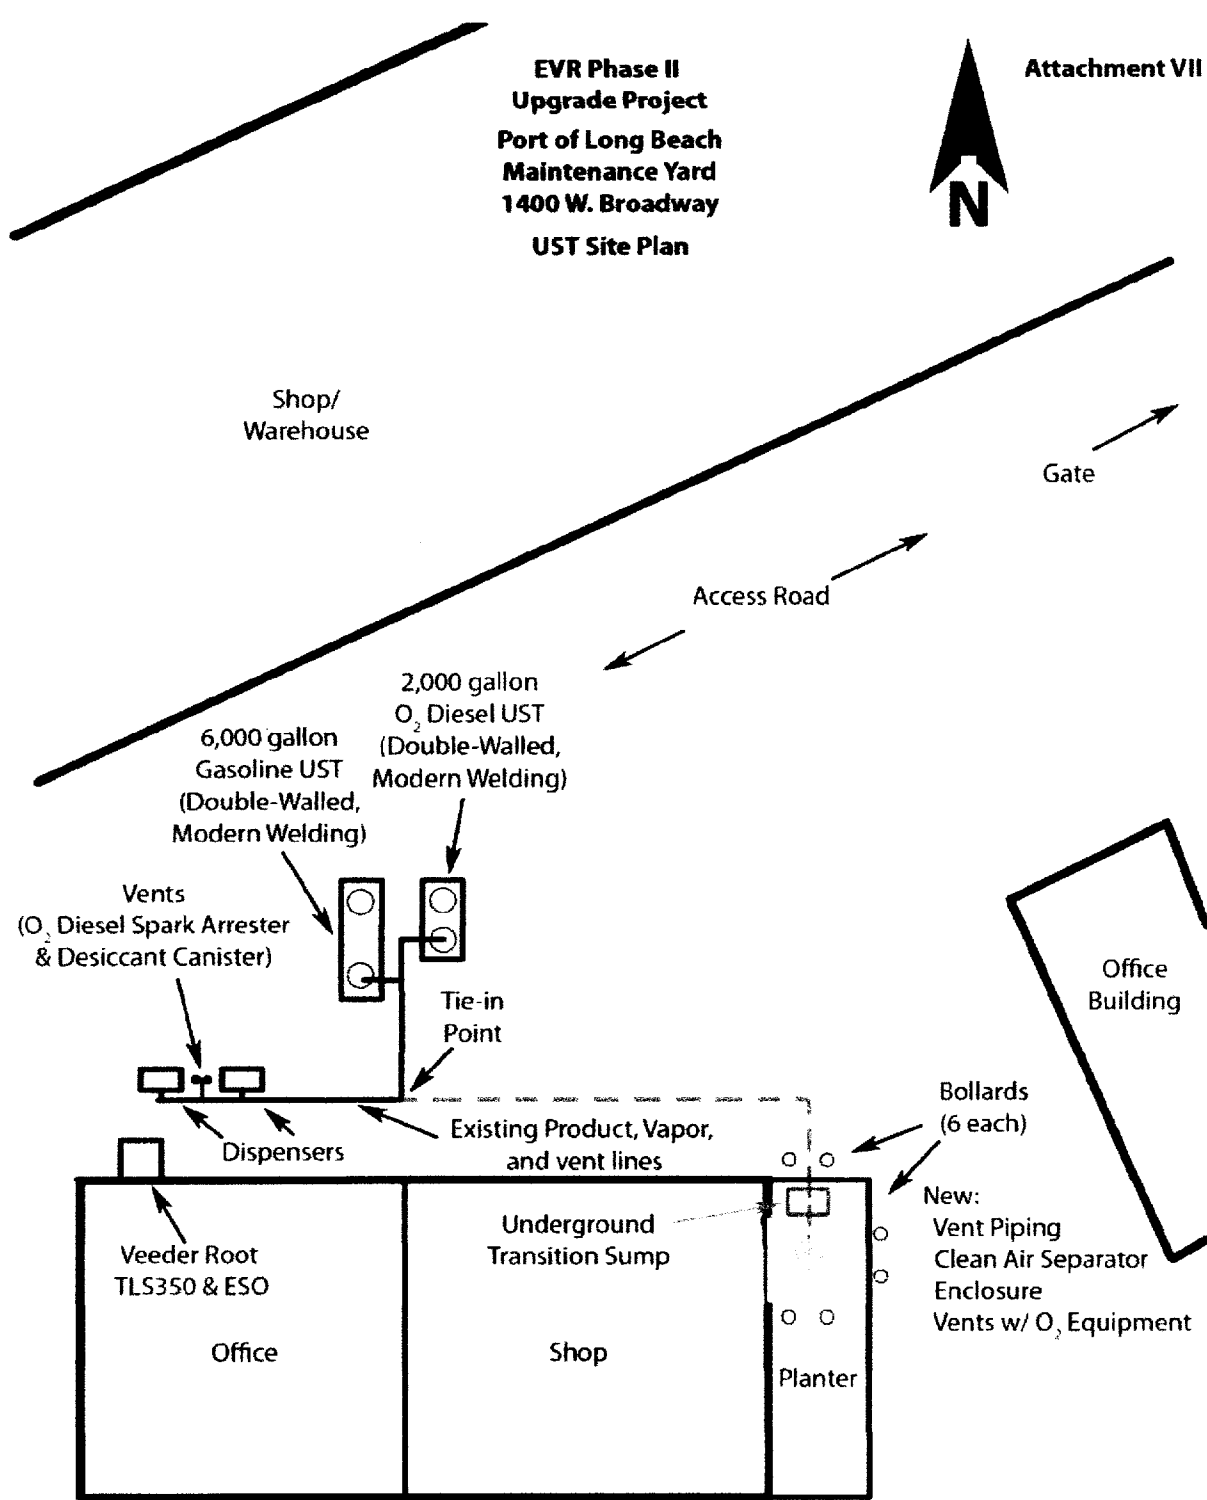 EVR Phase II
Upgrade Project
Port of Long Beach
Maintenance Yard
1400 W. Broadway
UST Site Plan
Attachment VII
N
Shop/
Warehouse
Gate
Access Road
2,000 gallon
O₂ Diesel UST
(Double-Walled,
Modern Welding)
6,000 gallon
Gasoline UST
(Double-Walled,
Modern Welding)
Vents
(O₂ Diesel Spark Arrester
& Desiccant Canister)
Tie-in
Point
Office
Building
Bollards
(6 each)
Dispensers
Existing Product, Vapor,
and vent lines
New:
Vent Piping
Clean Air Separator
Enclosure
Vents w/ O₂ Equipment
Underground
Transition Sump
Veeder Root
TLS350 & ESO
Office
Shop
Planter